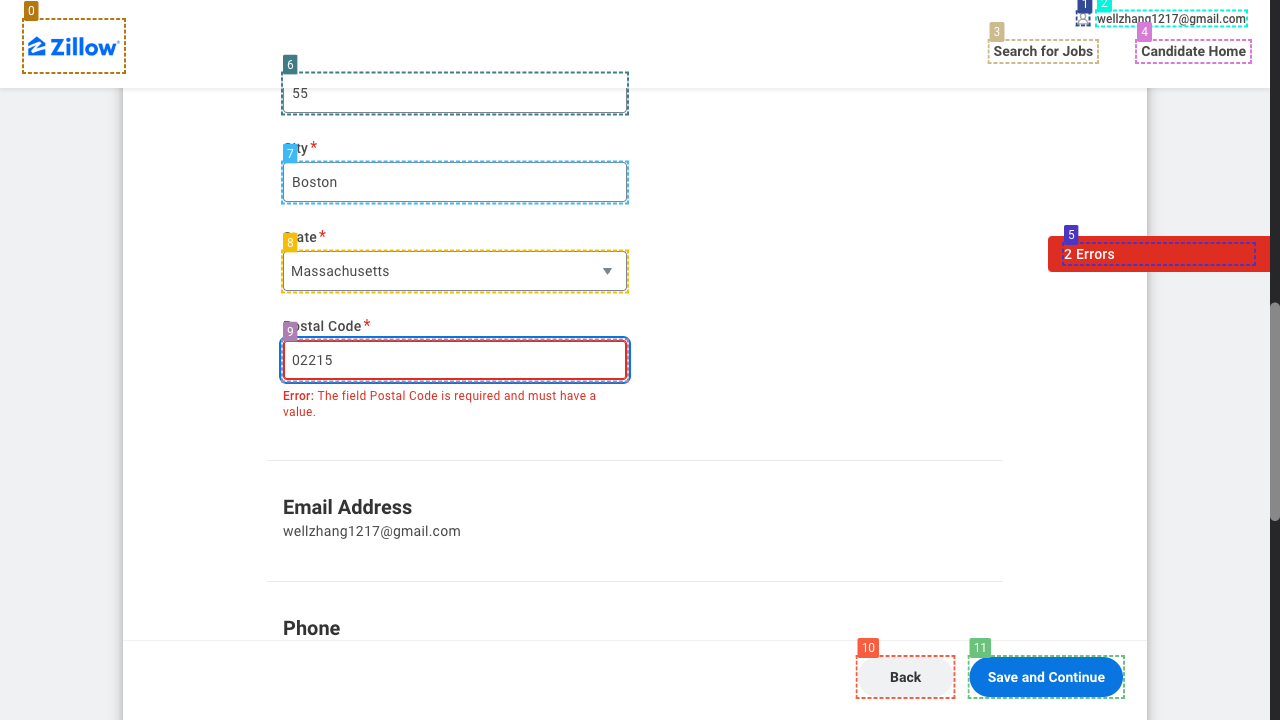 0
Zillow
1
2
wellzhang1217@gmail.com
3
Search for Jobs
4
Candidate Home
6
55
7
ty*
Boston
5
2 Errors
8
ate*
Massachusetts
9
ostal Code*
02215
Error: The field Postal Code is required and must have a
value.
Email Address
wellzhang1217@gmail.com
Phone
10
Back
11
Save and Continue